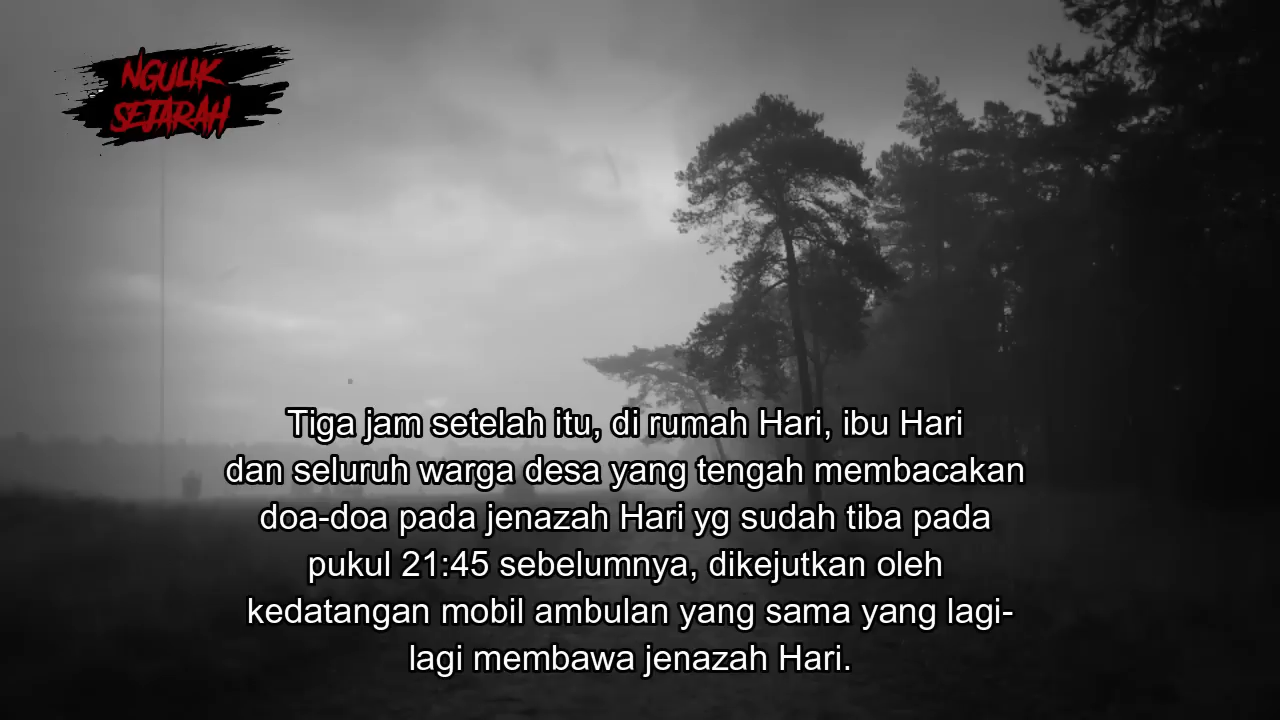 NGULIK
SEJARAH
Tiga jam setelah itu, di rumah Hari, ibu Hari
dan seluruh warga desa yang tengah membacakan
doa-doa pada jenazah Hari yg sudah tiba pada
pukul 21:45 sebelumnya, dikejutkan oleh
kedatangan mobil ambulan yang sama yang lagi-
lagi membawa jenazah Hari.